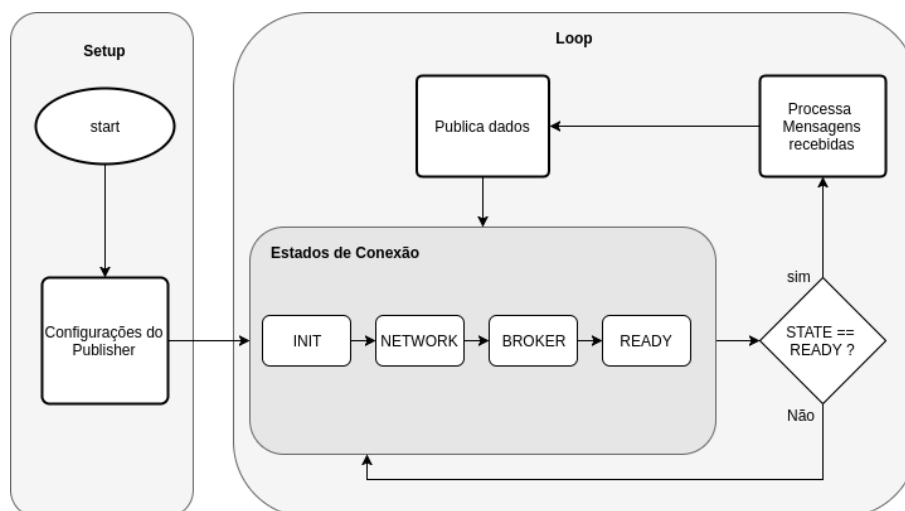 Setup
start
Configurações do
Publisher
Loop
Publica dados
Processa
Mensagens
recebidas
Estados de Conexão
INIT
NETWORK
BROKER
READY
sim
STATE ==
READY ?
Não